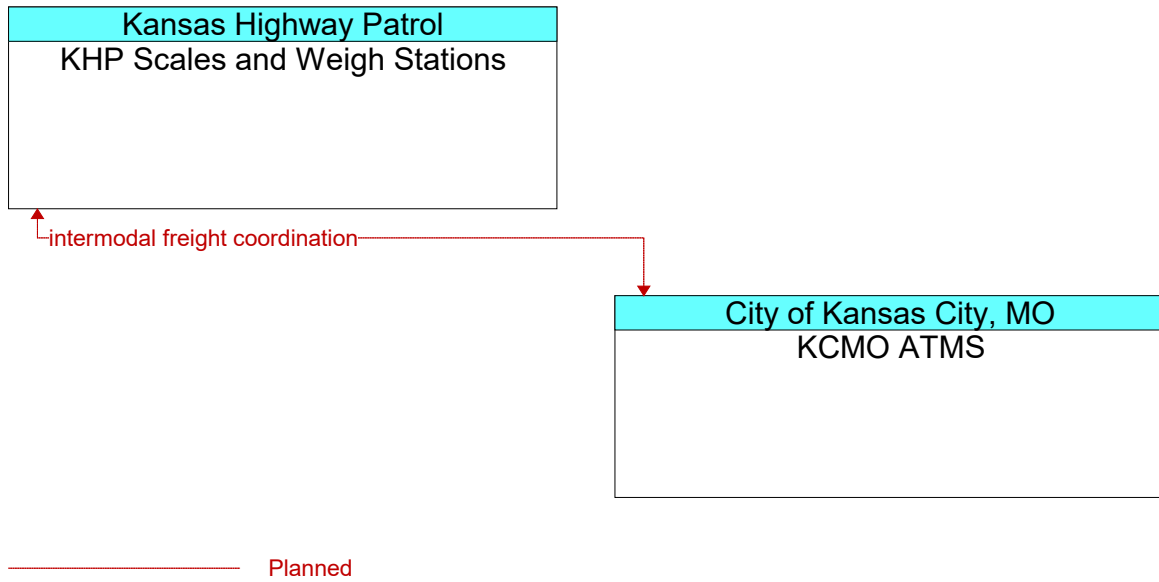 Kansas Highway Patrol
KHP Scales and Weigh Stations
intermodal freight coordination
City of Kansas City, MO
KCMO ATMS
Planned